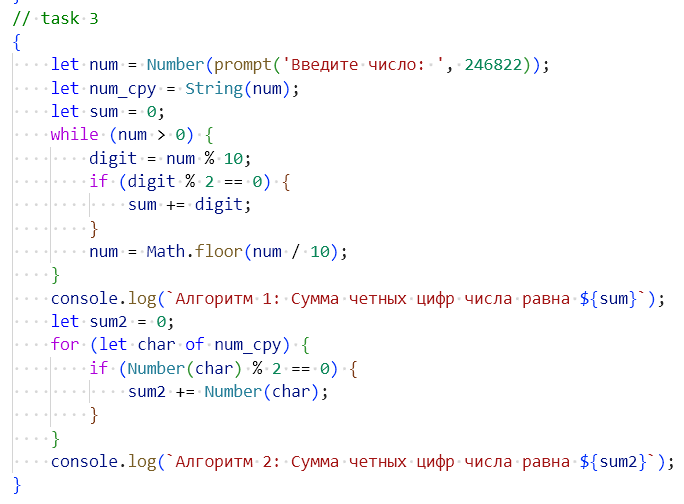 // task 3
{
    let num = Number(prompt('Введите число: ', 246822));
    let num_cpy = String(num);
    let sum = 0;
    while (num > 0) {
        digit = num % 10;
        if (digit % 2 == 0) {
            sum += digit;
        }
        num = Math.floor(num / 10);
    }
    console.log(`Алгоритм 1: Сумма четных цифр числа равна ${sum}`);
    let sum2 = 0;
    for (let char of num_cpy) {
        if (Number(char) % 2 == 0) {
            sum2 += Number(char);
        }
    }
    console.log(`Алгоритм 2: Сумма четных цифр числа равна ${sum2}`);
}